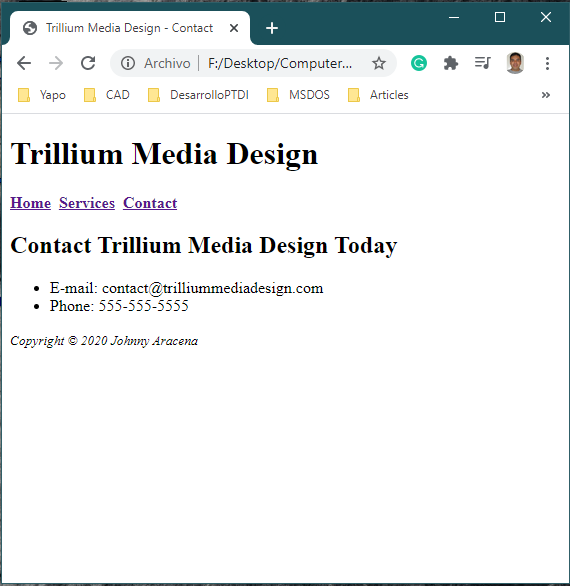 Trillium Media Design - Contact
Archivo | F:/Desktop/Computer...
Yapo CAD DesarrolloPTDI MSDOS Articles »
Trillium Media Design
Home Services Contact
Contact Trillium Media Design Today
• E-mail: contact@trilliummediadesign.com
• Phone: 555-555-5555
Copyright © 2020 Johnny Aracena